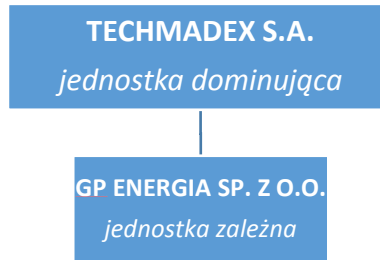 TECHMADEX S.A.
jednostka dominująca
GP ENERGIA SP. Z O.O.
jednostka zależna